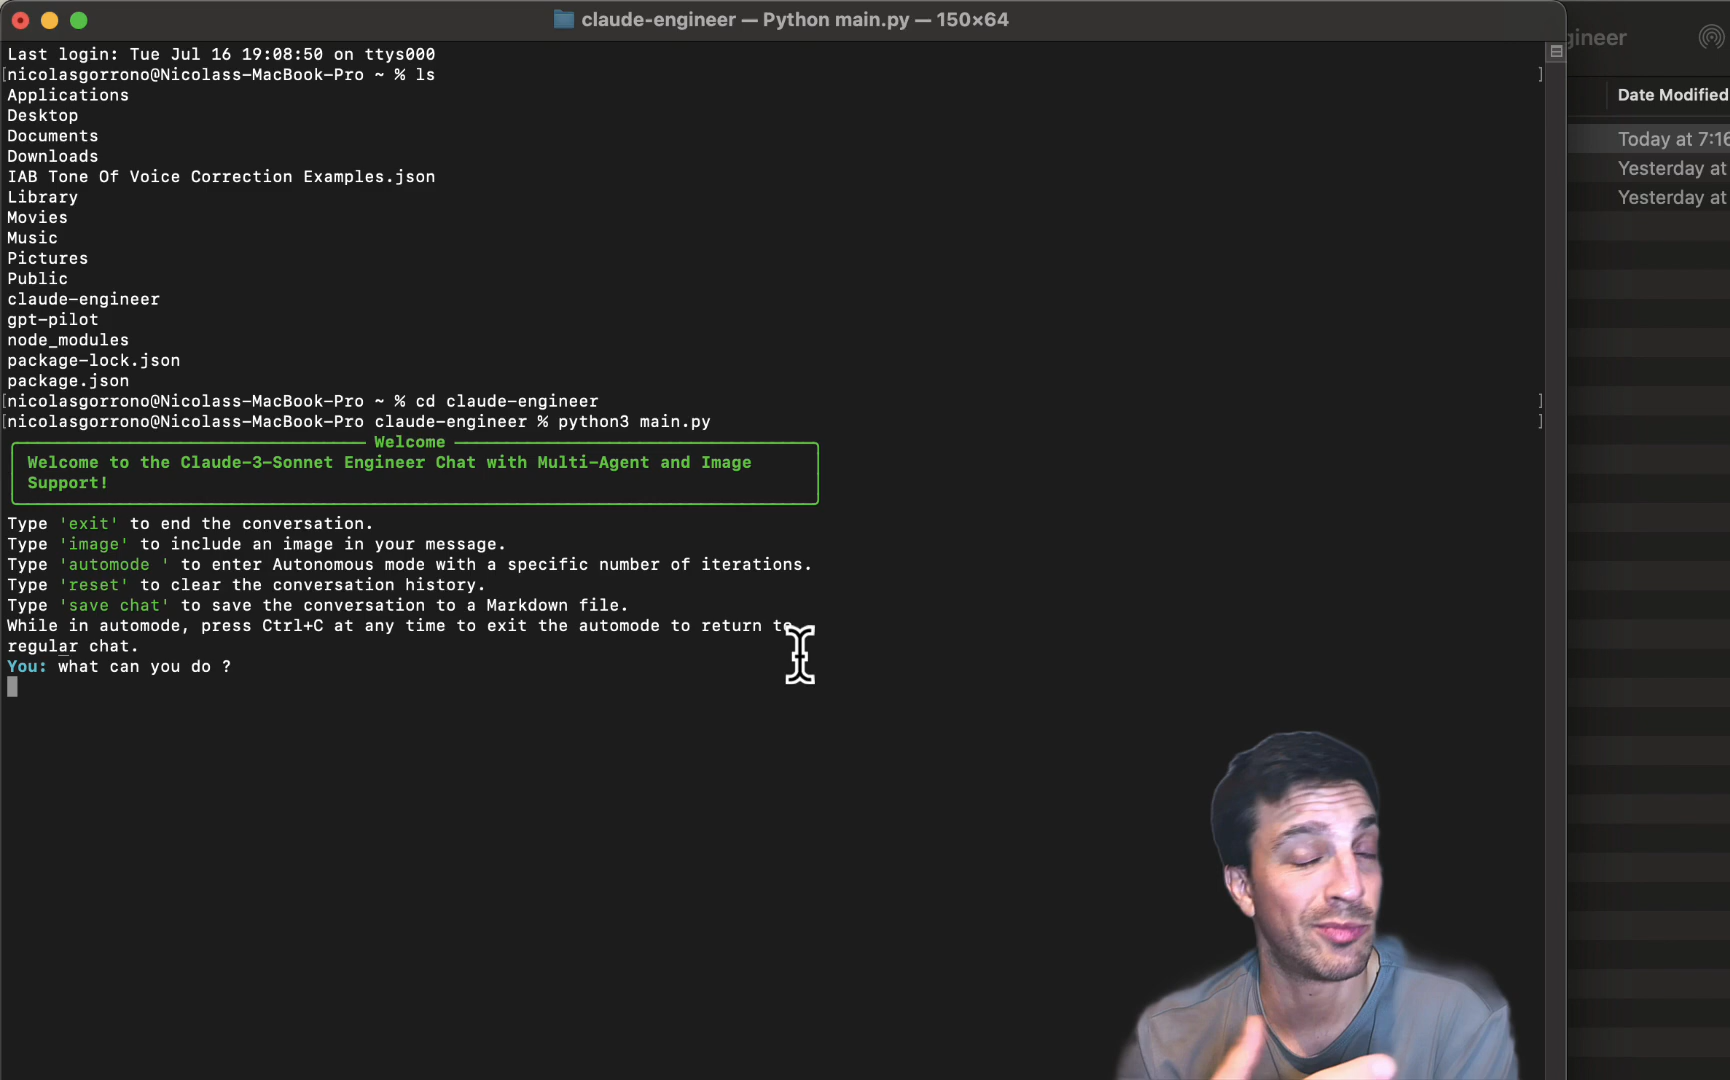 claude-engineer — Python main.py — 150×64
gineer
Last login: Tue Jul 16 19:08:50 on ttys000
[nicolasgorrono@Nicolass-MacBook-Pro ~ % ls ]
Applications
Desktop
Documents
Downloads
IAB Tone Of Voice Correction Examples.json
Library
Movies
Music
Pictures
Public
claude-engineer
gpt-pilot
node_modules
package-lock.json
package.json
[nicolasgorrono@Nicolass-MacBook-Pro ~ % cd claude-engineer ]
[nicolasgorrono@Nicolass-MacBook-Pro claude-engineer % python3 main.py ]
Welcome
Welcome to the Claude-3-Sonnet Engineer Chat with Multi-Agent and Image
Support!
Type 'exit' to end the conversation.
Type 'image' to include an image in your message.
Type 'automode ' to enter Autonomous mode with a specific number of iterations.
Type 'reset' to clear the conversation history.
Type 'save chat' to save the conversation to a Markdown file.
While in automode, press Ctrl+C at any time to exit the automode to return to
regular chat.
You: what can you do ?
Date Modified
Today at 7:16
Yesterday at
Yesterday at